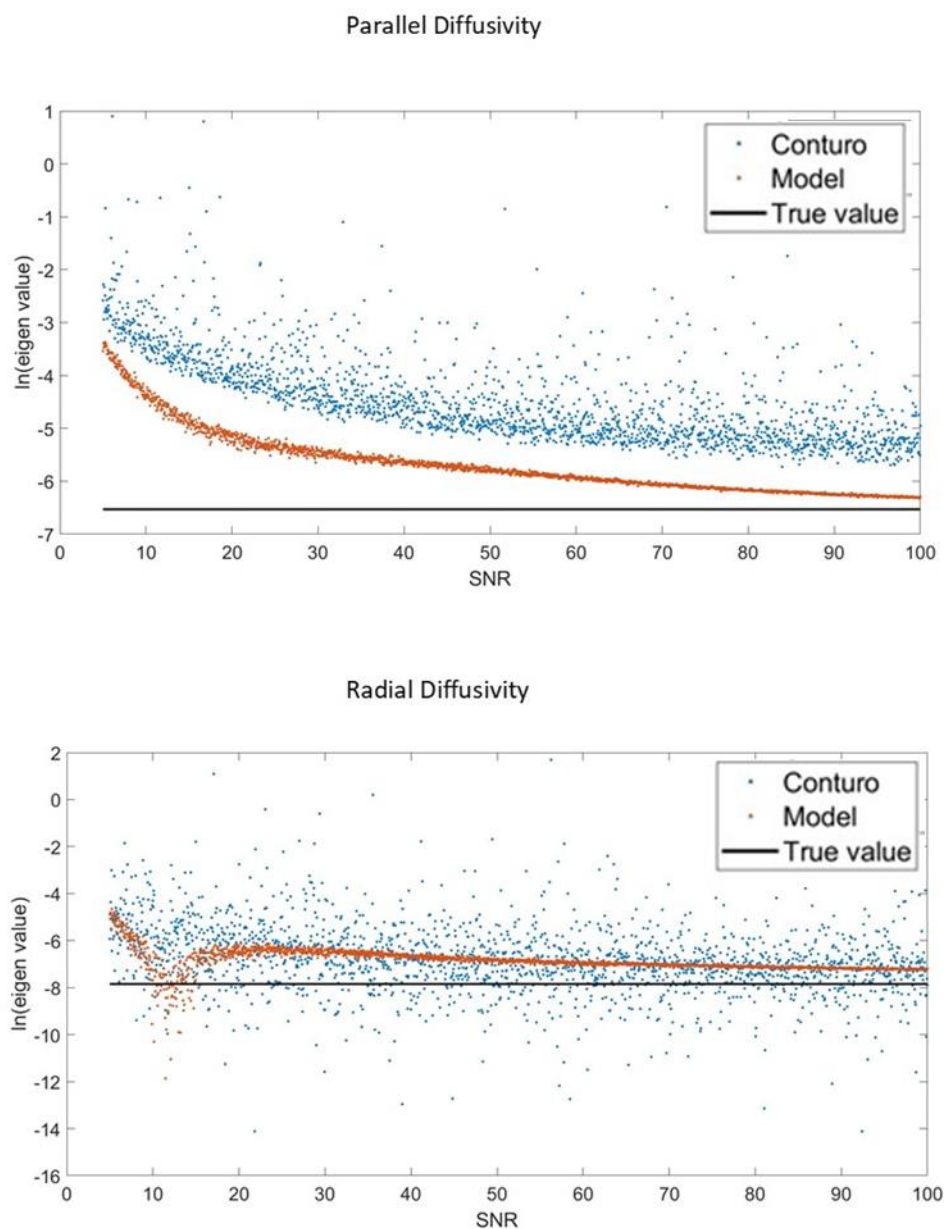 Parallel Diffusivity
1
0
-1
-2
-3
-4
-5
-6
-7
ln(eigen value)
Conturo
Model
True value
0 10 20 30 40 50 60 70 80 90 100
SNR
Radial Diffusivity
2
0
-2
-4
-6
-8
-10
-12
-14
-16
ln(eigen value)
Conturo
Model
True value
0 10 20 30 40 50 60 70 80 90 100
SNR